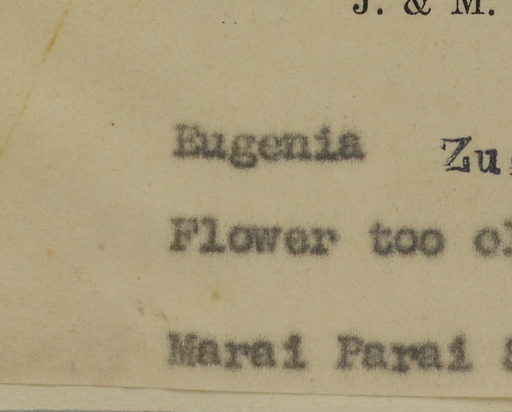 J. & M.
Eugenia Zu
Flower too
Marai Parai